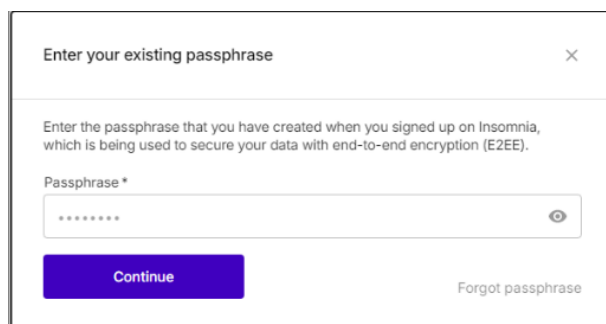 Enter your existing passphrase
Enter the passphrase that you have created when you signed up on Insomnia,
which is being used to secure your data with end-to-end encryption (E2EE).
Passphrase *
••••••••
Continue
Forgot passphrase